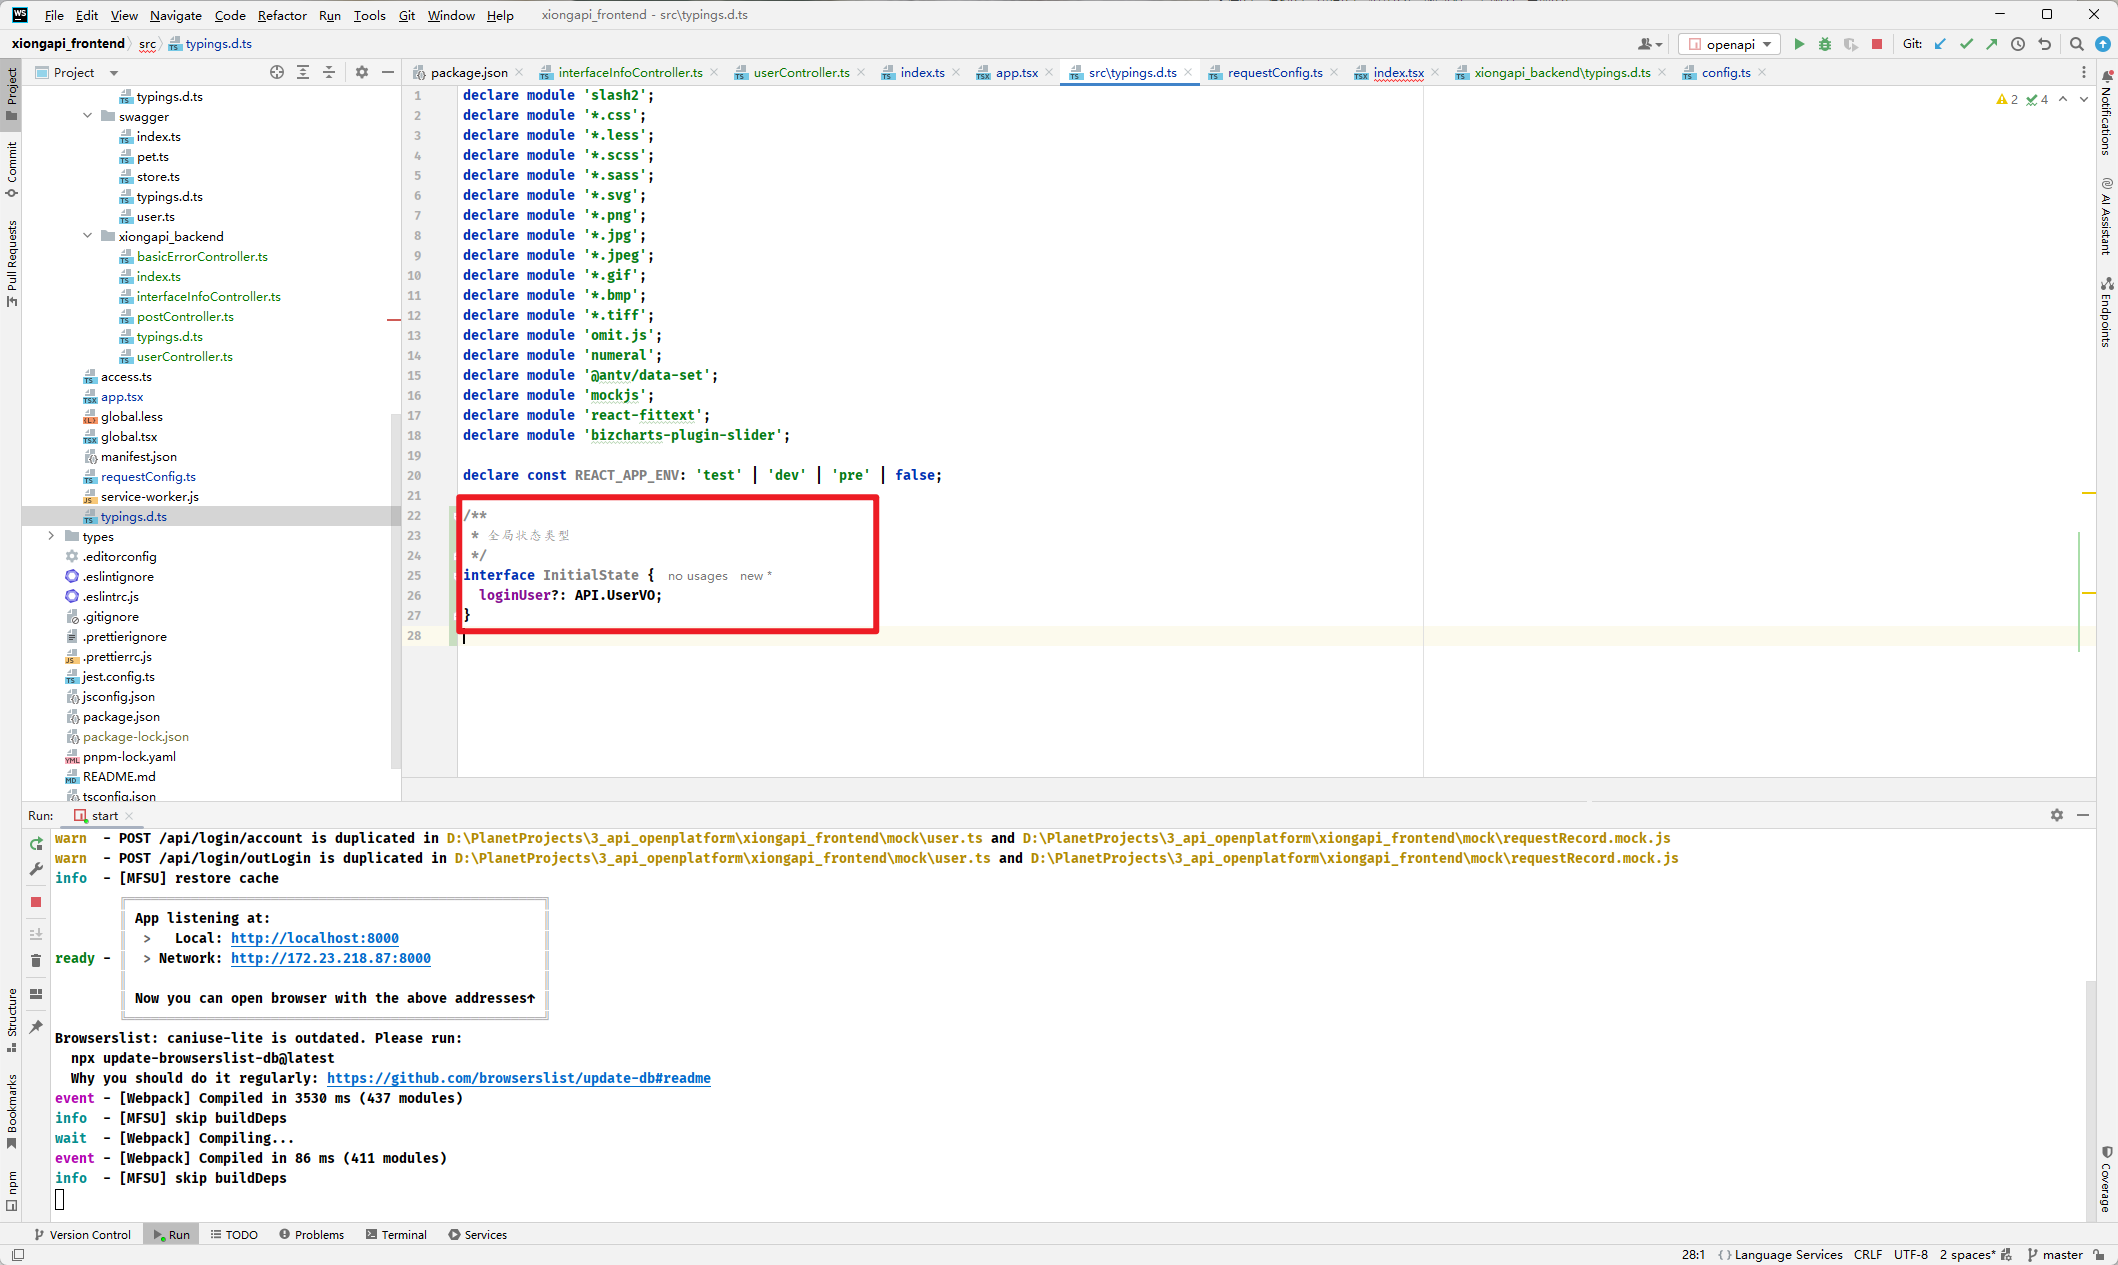 File Edit View Navigate Code Refactor Run Tools Git Window Help xiongapi_frontend - src\typings.d.ts
xiongapi_frontend src typings.d.ts
openapi Git:
Project
package.json interfaceInfoController.ts userController.ts index.ts app.tsx src\typings.d.ts requestConfig.ts index.tsx xiongapi_backend\typings.d.ts config.ts
Project
Commit
Pull Requests
Structure
Bookmarks
npm
typings.d.ts
swagger
index.ts
pet.ts
store.ts
typings.d.ts
user.ts
xiongapi_backend
basicErrorController.ts
index.ts
interfaceInfoController.ts
postController.ts
typings.d.ts
userController.ts
access.ts
app.tsx
global.less
global.tsx
manifest.json
requestConfig.ts
service-worker.js
typings.d.ts
types
.editorconfig
.eslintignore
.eslintrc.js
.gitignore
.prettierignore
.prettierrc.js
jest.config.ts
jsconfig.json
package.json
package-lock.json
pnpm-lock.yaml
README.md
tsconfig.json
2 4
1 declare module 'slash2';
2 declare module '*.css';
3 declare module '*.less';
4 declare module '*.scss';
5 declare module '*.sass';
6 declare module '*.svg';
7 declare module '*.png';
8 declare module '*.jpg';
9 declare module '*.jpeg';
10 declare module '*.gif';
11 declare module '*.bmp';
12 declare module '*.tiff';
13 declare module 'omit.js';
14 declare module 'numeral';
15 declare module '@antv/data-set';
16 declare module 'mockjs';
17 declare module 'react-fittext';
18 declare module 'bizcharts-plugin-slider';
19
20 declare const REACT_APP_ENV: 'test' | 'dev' | 'pre' | false;
21
22 /**
23 * 全局状态类型
24 */
25 interface InitialState { no usages new *
26 loginUser?: API.UserVO;
27 }
28
Notifications
AI Assistant
Endpoints
Coverage
Run: start
warn - POST /api/login/account is duplicated in D:\PlanetProjects\3_api_openplatform\xiongapi_frontend\mock\user.ts and D:\PlanetProjects\3_api_openplatform\xiongapi_frontend\mock\requestRecord.mock.js
warn - POST /api/login/outLogin is duplicated in D:\PlanetProjects\3_api_openplatform\xiongapi_frontend\mock\user.ts and D:\PlanetProjects\3_api_openplatform\xiongapi_frontend\mock\requestRecord.mock.js
info - [MFSU] restore cache
App listening at:
> Local: http://localhost:8000
ready - > Network: http://172.23.218.87:8000
Now you can open browser with the above addresses↑
Browserslist: caniuse-lite is outdated. Please run:
npx update-browserslist-db@latest
Why you should do it regularly: https://github.com/browserslist/update-db#readme
event - [Webpack] Compiled in 3530 ms (437 modules)
info - [MFSU] skip buildDeps
wait - [Webpack] Compiling...
event - [Webpack] Compiled in 86 ms (411 modules)
info - [MFSU] skip buildDeps
Version Control Run TODO Problems Terminal Services
28:1 Language Services CRLF UTF-8 2 spaces* master